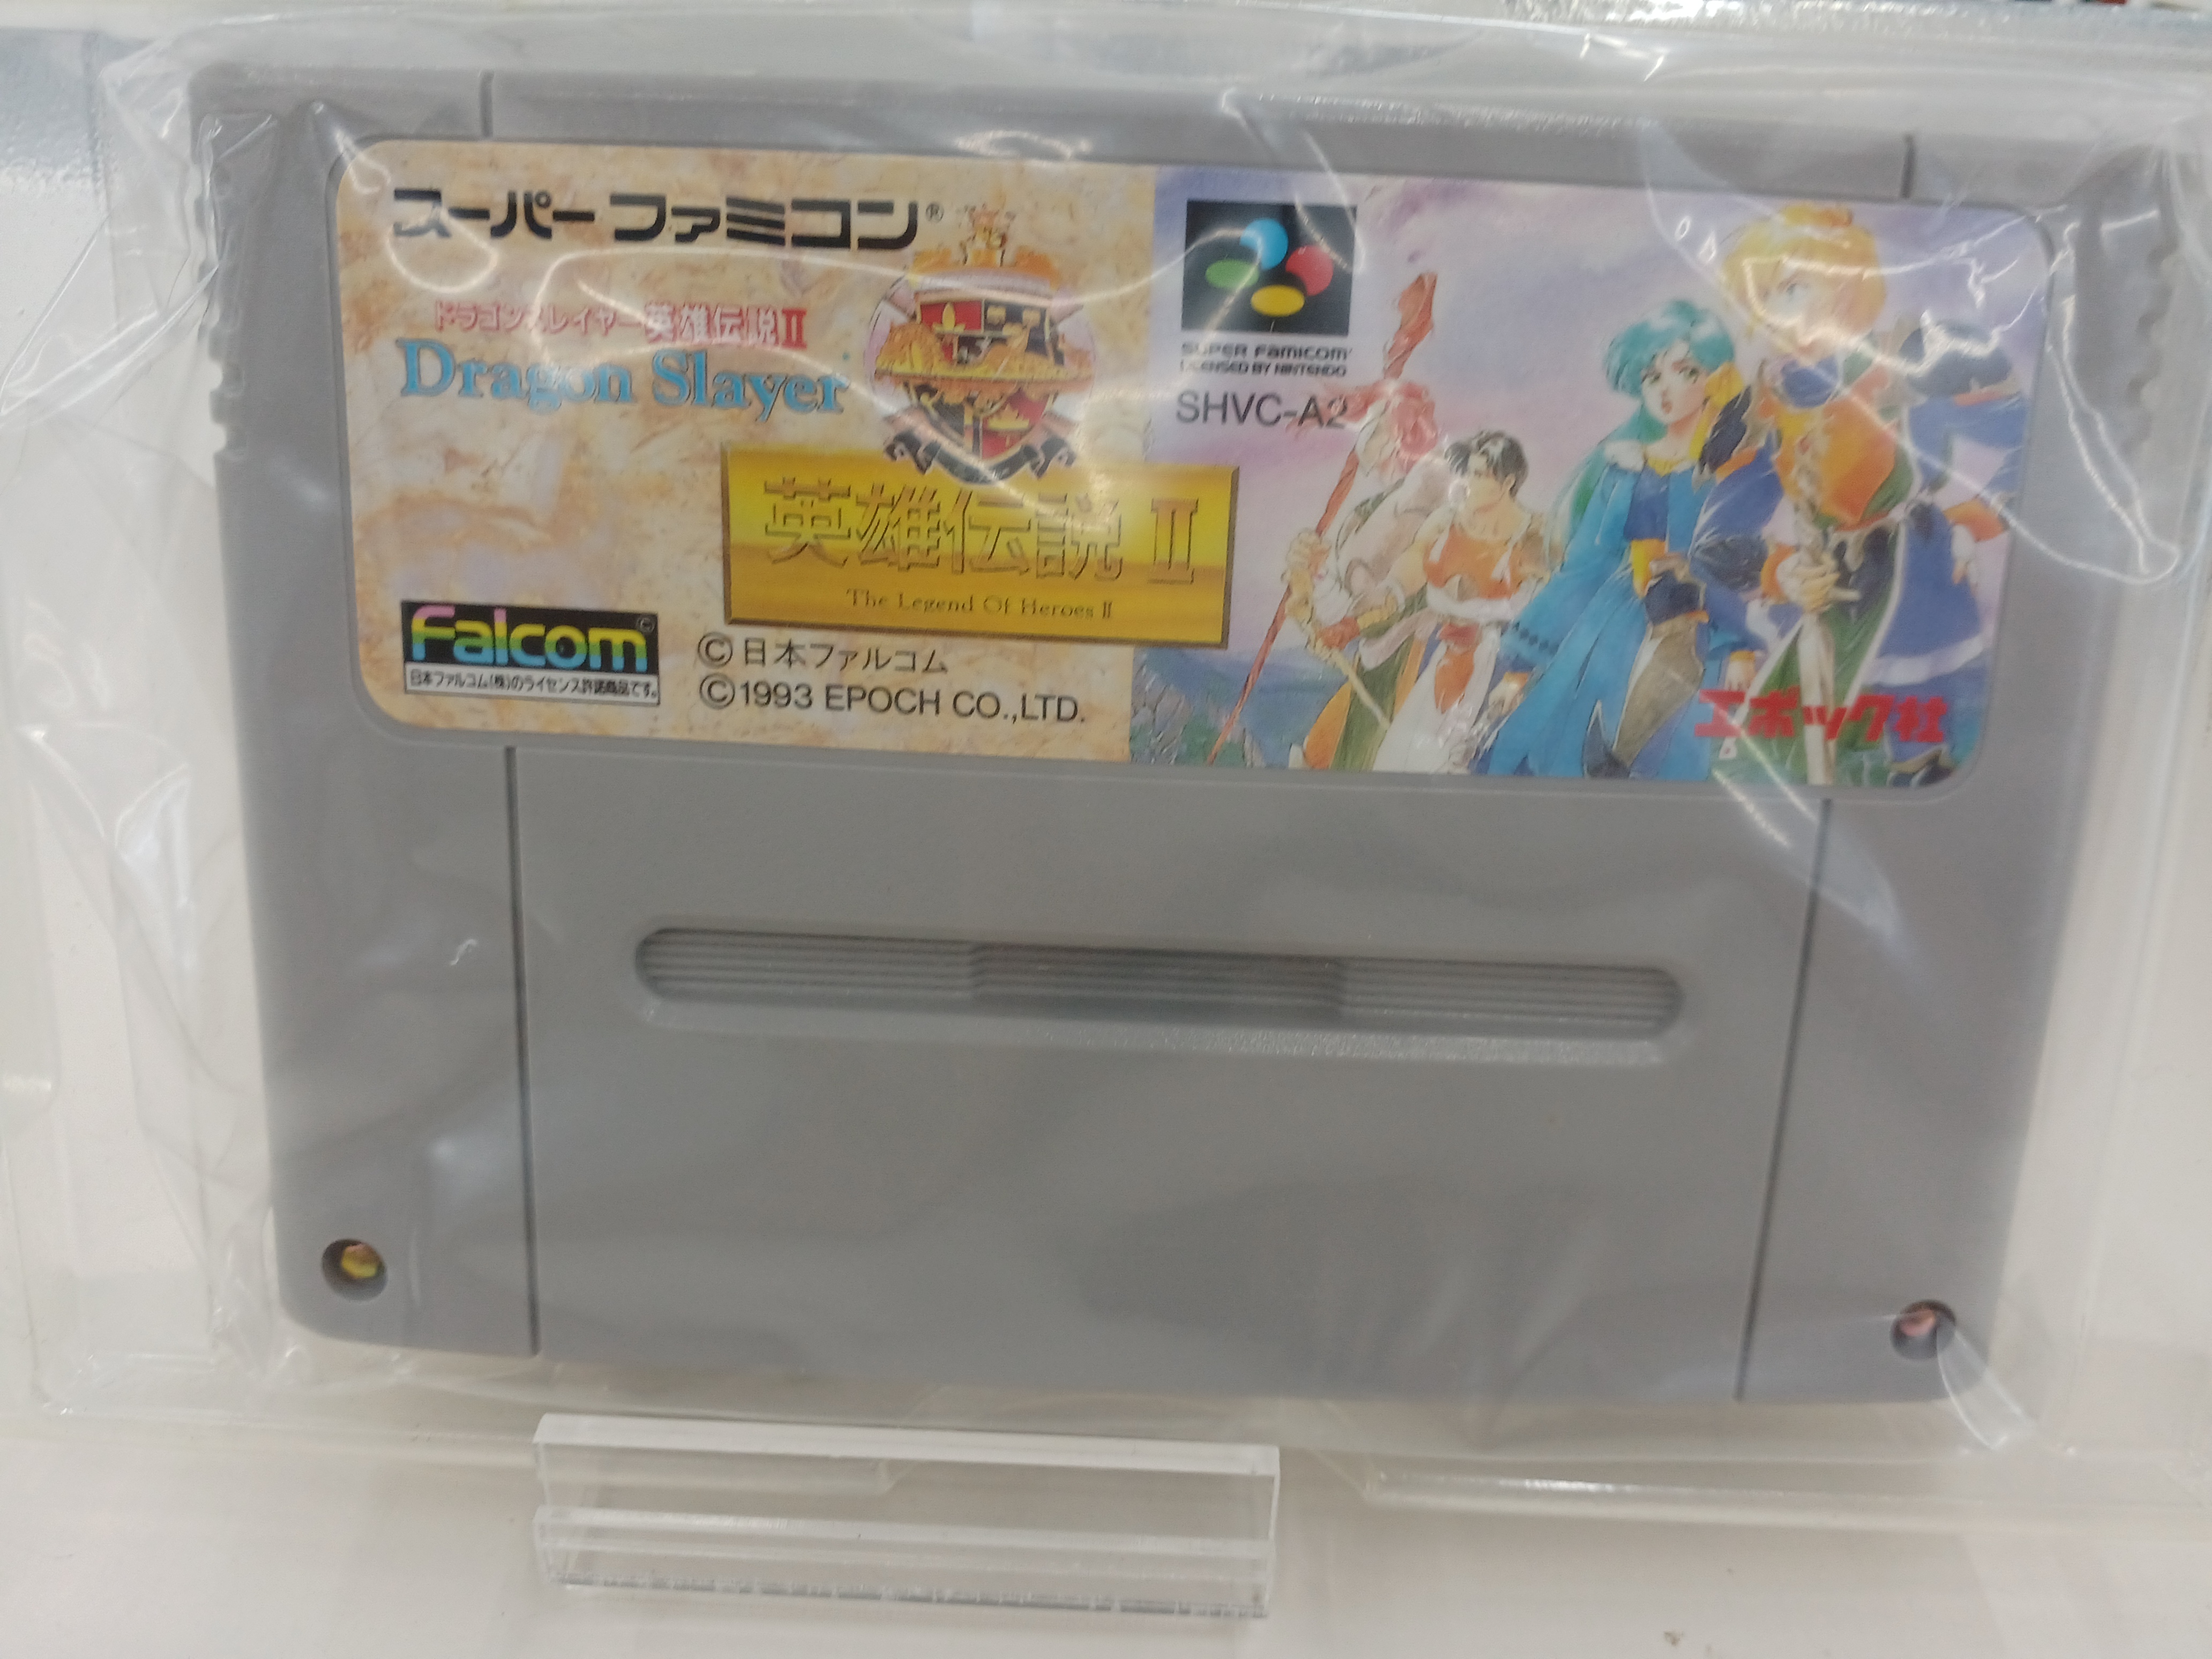 スーパーファミコン®
ドラゴンスレイヤー英雄伝説II
Dragon Slayer
英雄伝説II
The Legend Of Heroes II
Falcom©
日本ファルコム(株)のライセンス許諾商品です。
©日本ファルコム
©1993 EPOCH CO.,LTD.
SUPER FAMICOM
LICENSED BY NINTENDO
SHVC-A2
エポック社